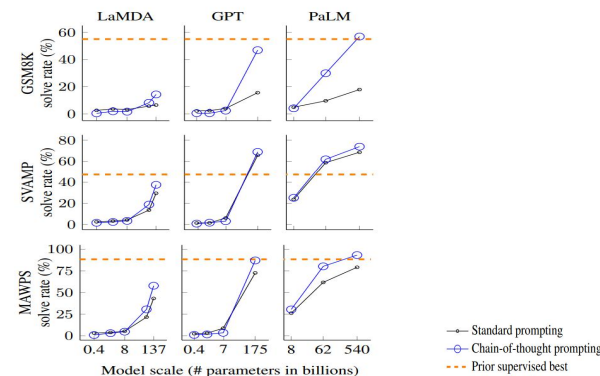 LaMDA GPT PaLM
GSM8K
solve rate (%)
60
40
20
0
SVAMP
solve rate (%)
80
60
40
20
0
MAWPS
solve rate (%)
100
75
50
25
0
0.4 8 137 0.4 7 175 8 62 540
Model scale (# parameters in billions)
Standard prompting
Chain-of-thought prompting
Prior supervised best